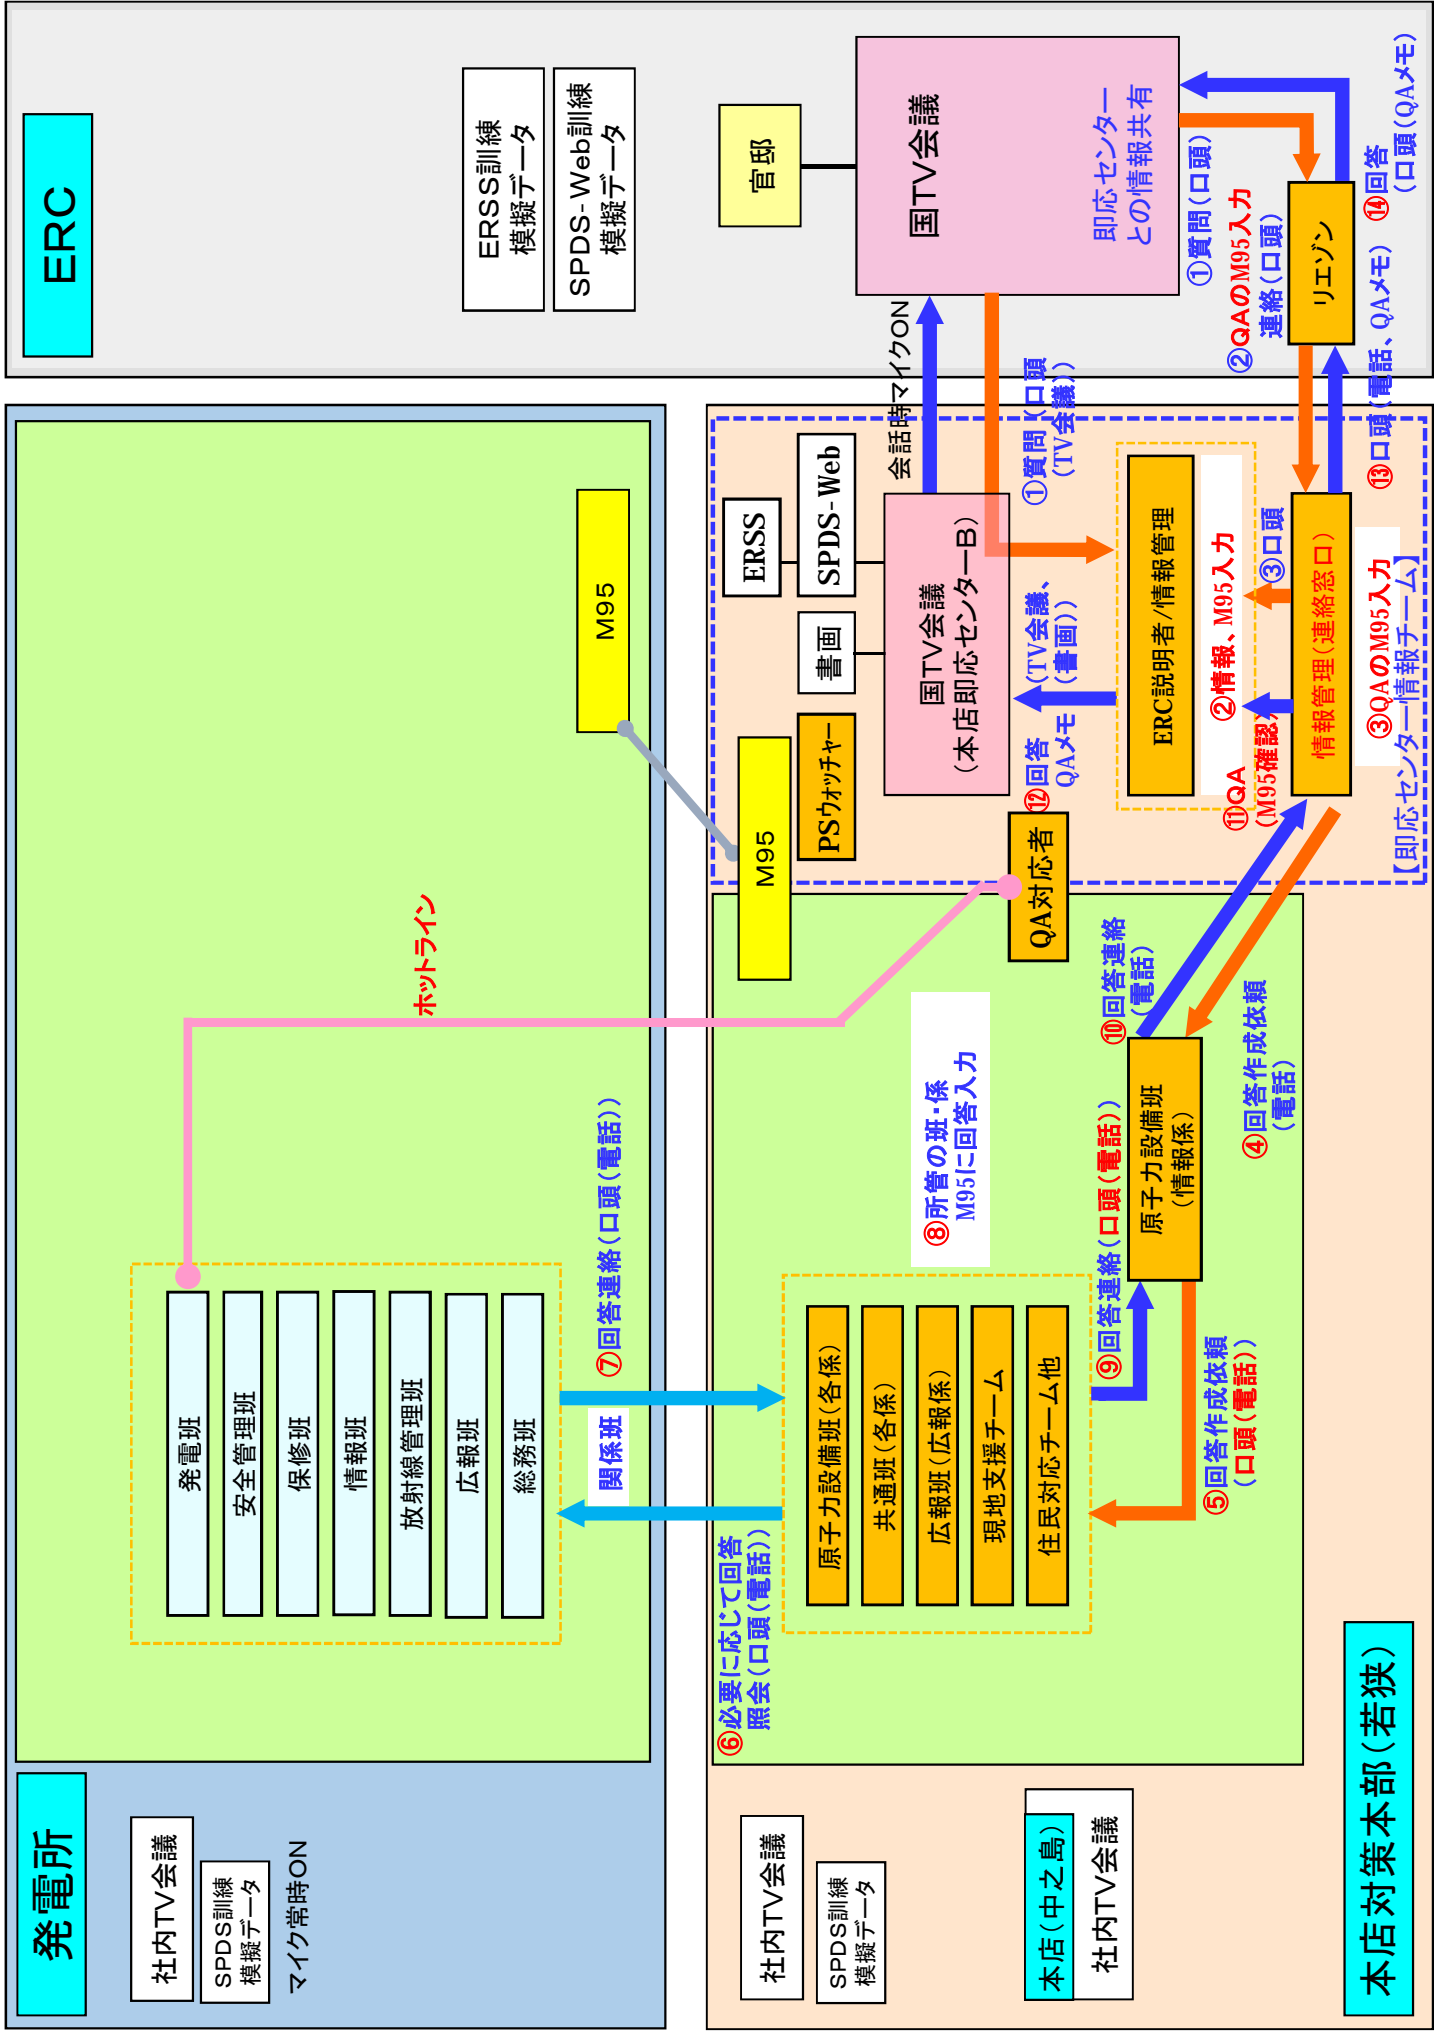 発電所
社内TV会議
SPDS訓練
模擬データ
マイク常時ON
発電班
安全管理班
保修班
情報班
放射線管理班
広報班
総務班
ホットライン
M95
⑦回答連絡(口頭(電話))
関係班
⑥必要に応じて回答
照会(口頭(電話))
本店対策本部(若狭)
社内TV会議
SPDS訓練
模擬データ
本店(中之島)
社内TV会議
原子力設備班(各係)
共通班(各係)
広報班(広報係)
現地支援チーム
住民対応チーム他
⑧所管の班・係
M95に回答入力
⑨回答連絡(口頭(電話))
⑤回答作成依頼
(口頭(電話))
原子力設備班
(情報係)
⑩回答連絡
(電話)
④回答作成依頼
(電話)
M95
QA対応者
PSウォッチャー
書画
ERSS
SPDS-Web
国TV会議
(本店即応センターB)
会話時マイクON
⑫回答(TV会議、
QAメモ(書画))
①質問(口頭
(TV会議))
ERC説明者/情報管理
②情報、M95入力
⑪QA
(M95確認)
③口頭
情報管理(連絡窓口)
③QAのM95入力
【即応センター情報チーム】
ERC
ERSS訓練
模擬データ
SPDS-Web訓練
模擬データ
官邸
国TV会議
即応センター
との情報共有
①質問(口頭)
②QAのM95入力
連絡(口頭)
リエゾン
⑬口頭(電話、QAメモ)
⑭回答
(口頭(QAメモ)